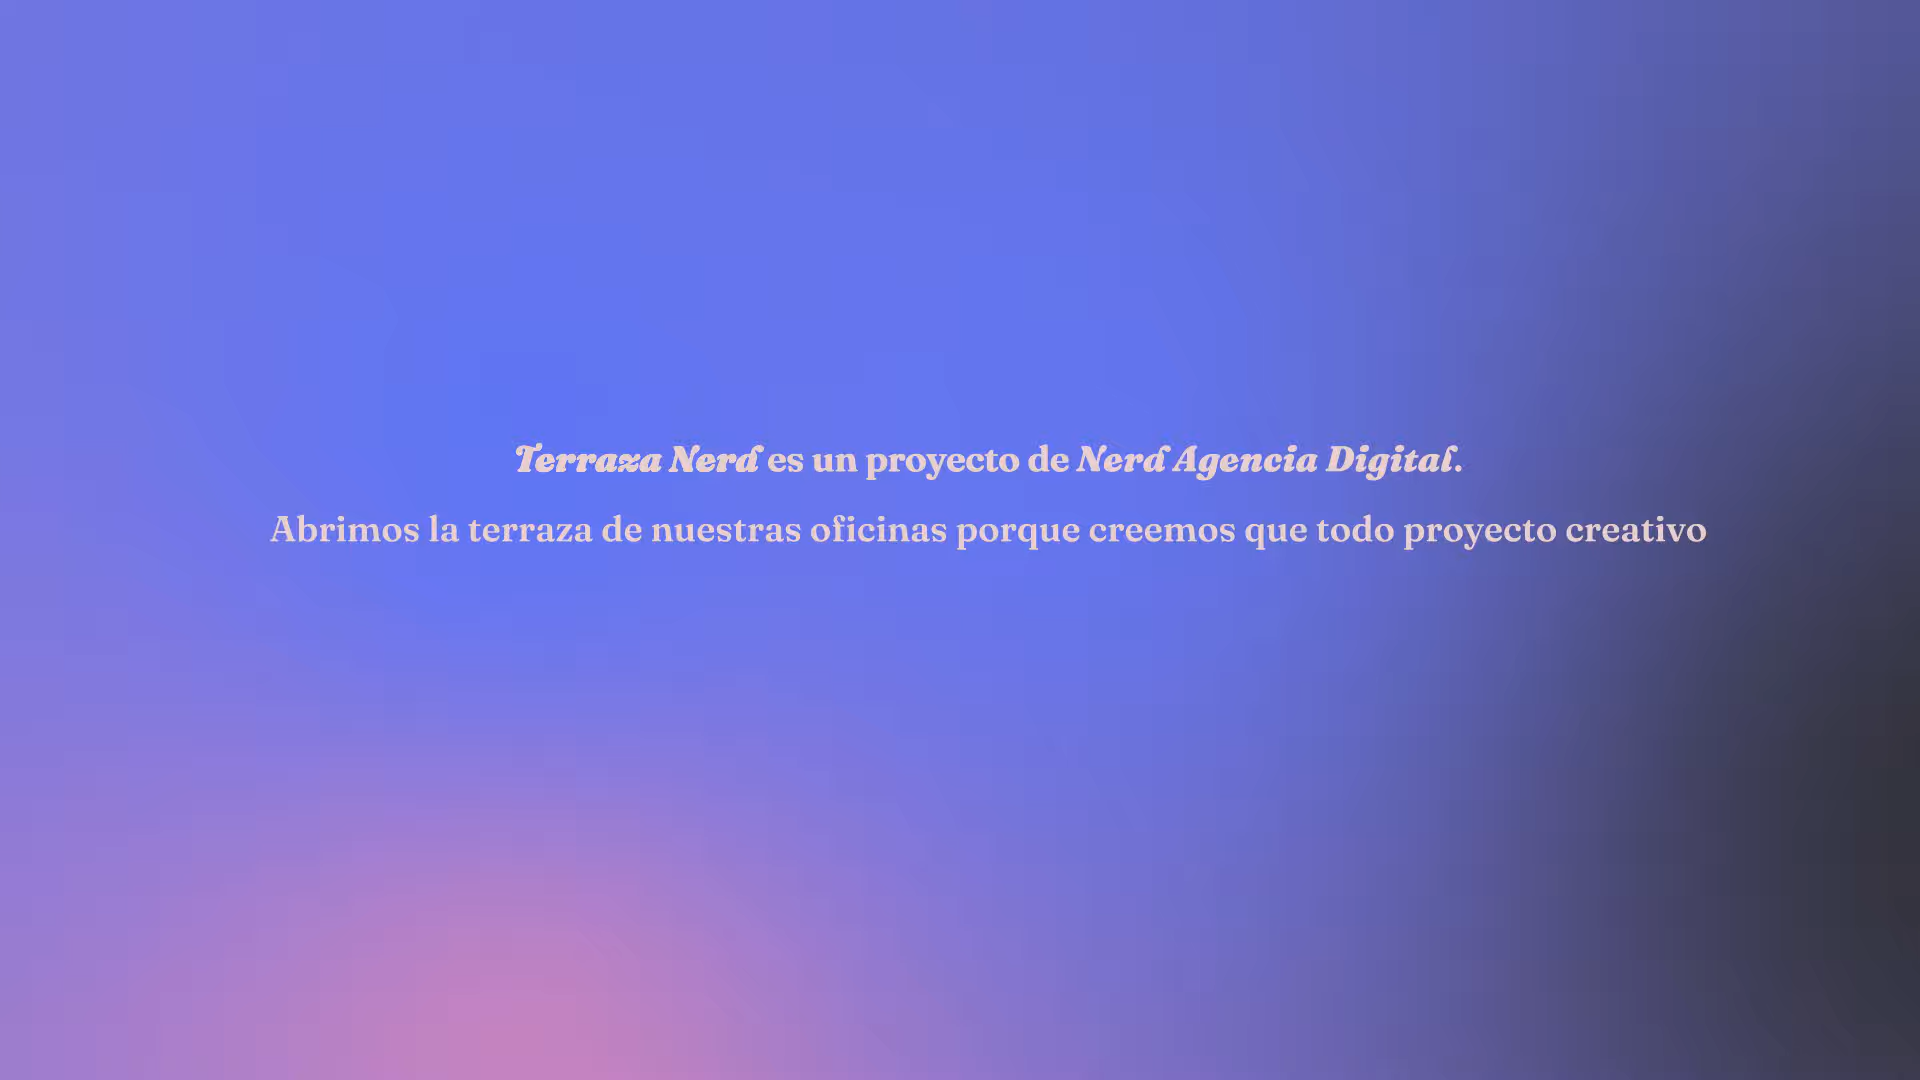 Terraza Nerd es un proyecto de Nerd Agencia Digital.
Abrimos la terraza de nuestras oficinas porque creemos que todo proyecto creativo